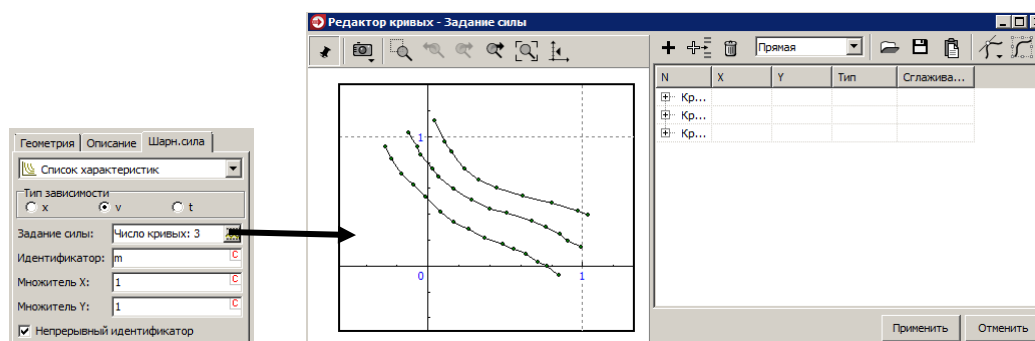 Редактор кривых - Задание силы
Прямая
N X Y Тип Сглажива...
Кр...
Кр...
Кр...
1
0 1
Применить Отменить
Геометрия Описание Шарн.сила
Список характеристик
Тип зависимости
x v t
Задание силы: Число кривых: 3
Идентификатор: m C
Множитель X: 1 C
Множитель Y: 1 C
Непрерывный идентификатор